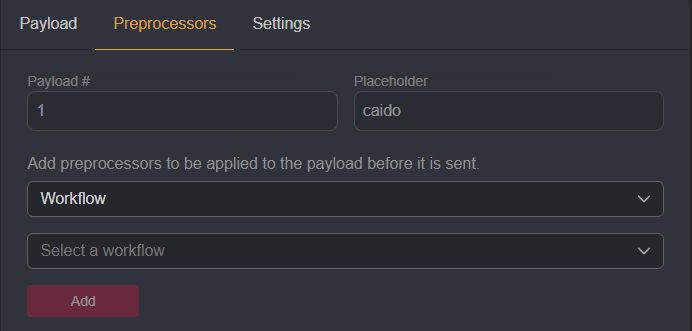 Payload Preprocessors Settings
Payload # Placeholder
1 caido
Add preprocessors to be applied to the payload before it is sent.
Workflow
Select a workflow
Add